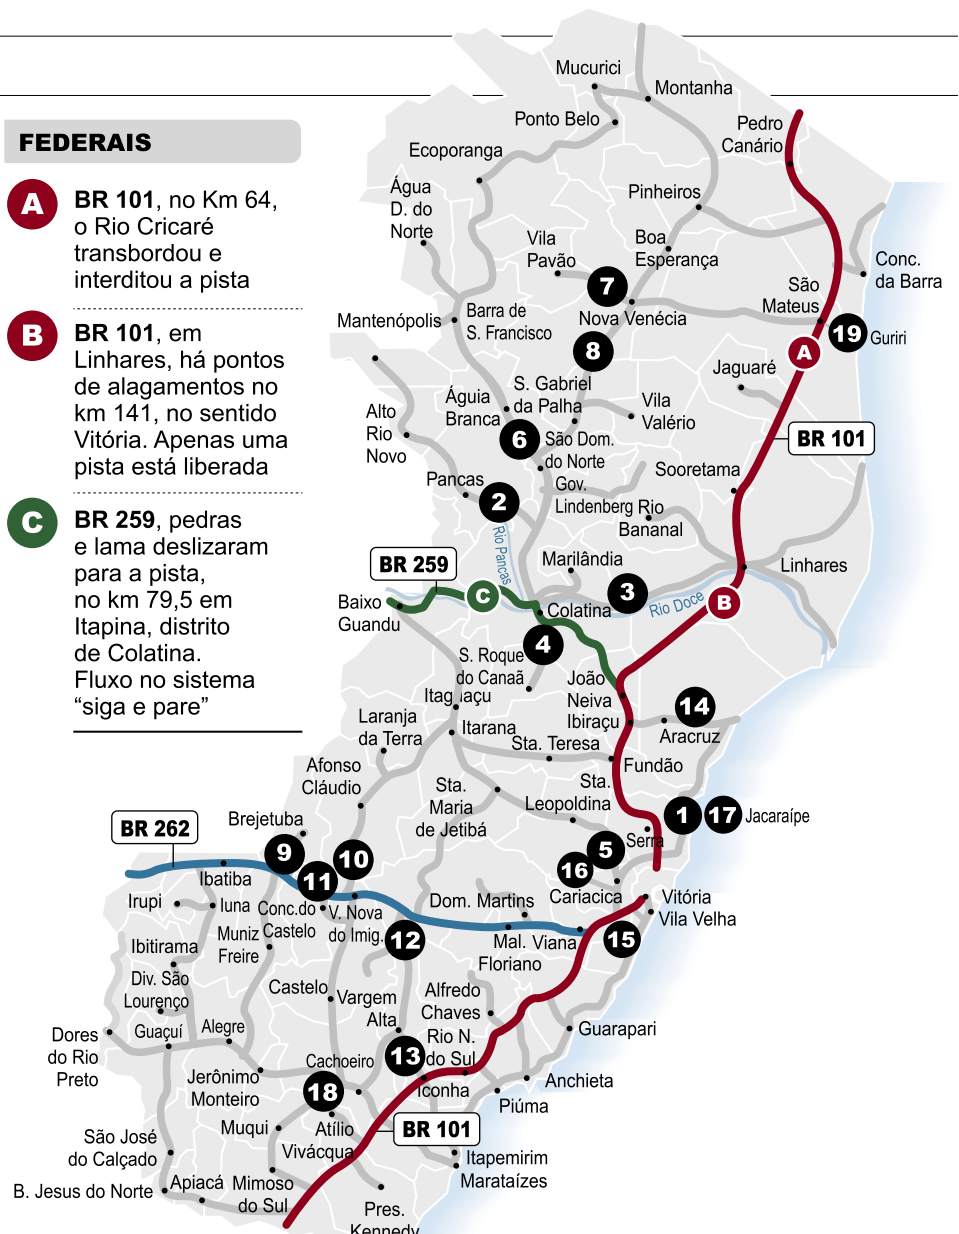 FEDERAIS
A
BR 101, no Km 64,
o Rio Cricaré
transbordou e
interditou a pista
B
BR 101, em
Linhares, há pontos
de alagamentos no
km 141, no sentido
Vitória. Apenas uma
pista está liberada
C
BR 259, pedras
e lama deslizaram
para a pista,
no km 79,5 em
Itapina, distrito
de Colatina.
Fluxo no sistema
“siga e pare”
Mucurici
Montanha
Ponto Belo
Pedro
Canário
Ecoporanga
Água
D. do
Norte
Pinheiros
Vila
Pavão
Boa
Esperança
Conc.
da Barra
7
São
Mateus
Mantenópolis
Barra de
S. Francisco
Nova Venécia
19
Guriri
8
A
Jaguaré
S. Gabriel
da Palha
Águia
Branca
Vila
Valério
Alto
Rio
Novo
6
São Dom.
do Norte
BR 101
Sooretama
Pancas
2
Gov.
Lindenberg
Rio
Bananal
Rio Pancas
Marilândia
Linhares
BR 259
C
3
Rio Doce
B
Baixo
Guandu
Colatina
4
S. Roque
do Canaã
João
Neiva
Itaguaçu
Ibiraçu
14
Aracruz
Laranja
da Terra
Itarana
Sta. Teresa
Fundão
Afonso
Cláudio
Sta.
Maria
de Jetibá
Sta.
Leopoldina
1
17
Jacaraípe
BR 262
Brejetuba
Serra
9
10
5
16
11
Ibatiba
Cariacica
Vitória
Irupi
Iuna
Conc.do
Castelo
V. Nova
do Imig.
Dom. Martins
Vila Velha
Ibitirama
Muniz
Freire
12
Mal.
Floriano
Viana
15
Div. São
Lourenço
Castelo
Vargem
Alta
Alfredo
Chaves
Dores
do Rio
Preto
Guaçuí
Alegre
Guarapari
Rio N.
do Sul
13
Cachoeiro
Jerônimo
Monteiro
18
Iconha
Anchieta
Piúma
Muqui
Atílio
Vivácqua
BR 101
São José
do Calçado
Itapemirim
Marataízes
B. Jesus do Norte
Apiacá
Mimoso
do Sul
Pres.
Kennedy